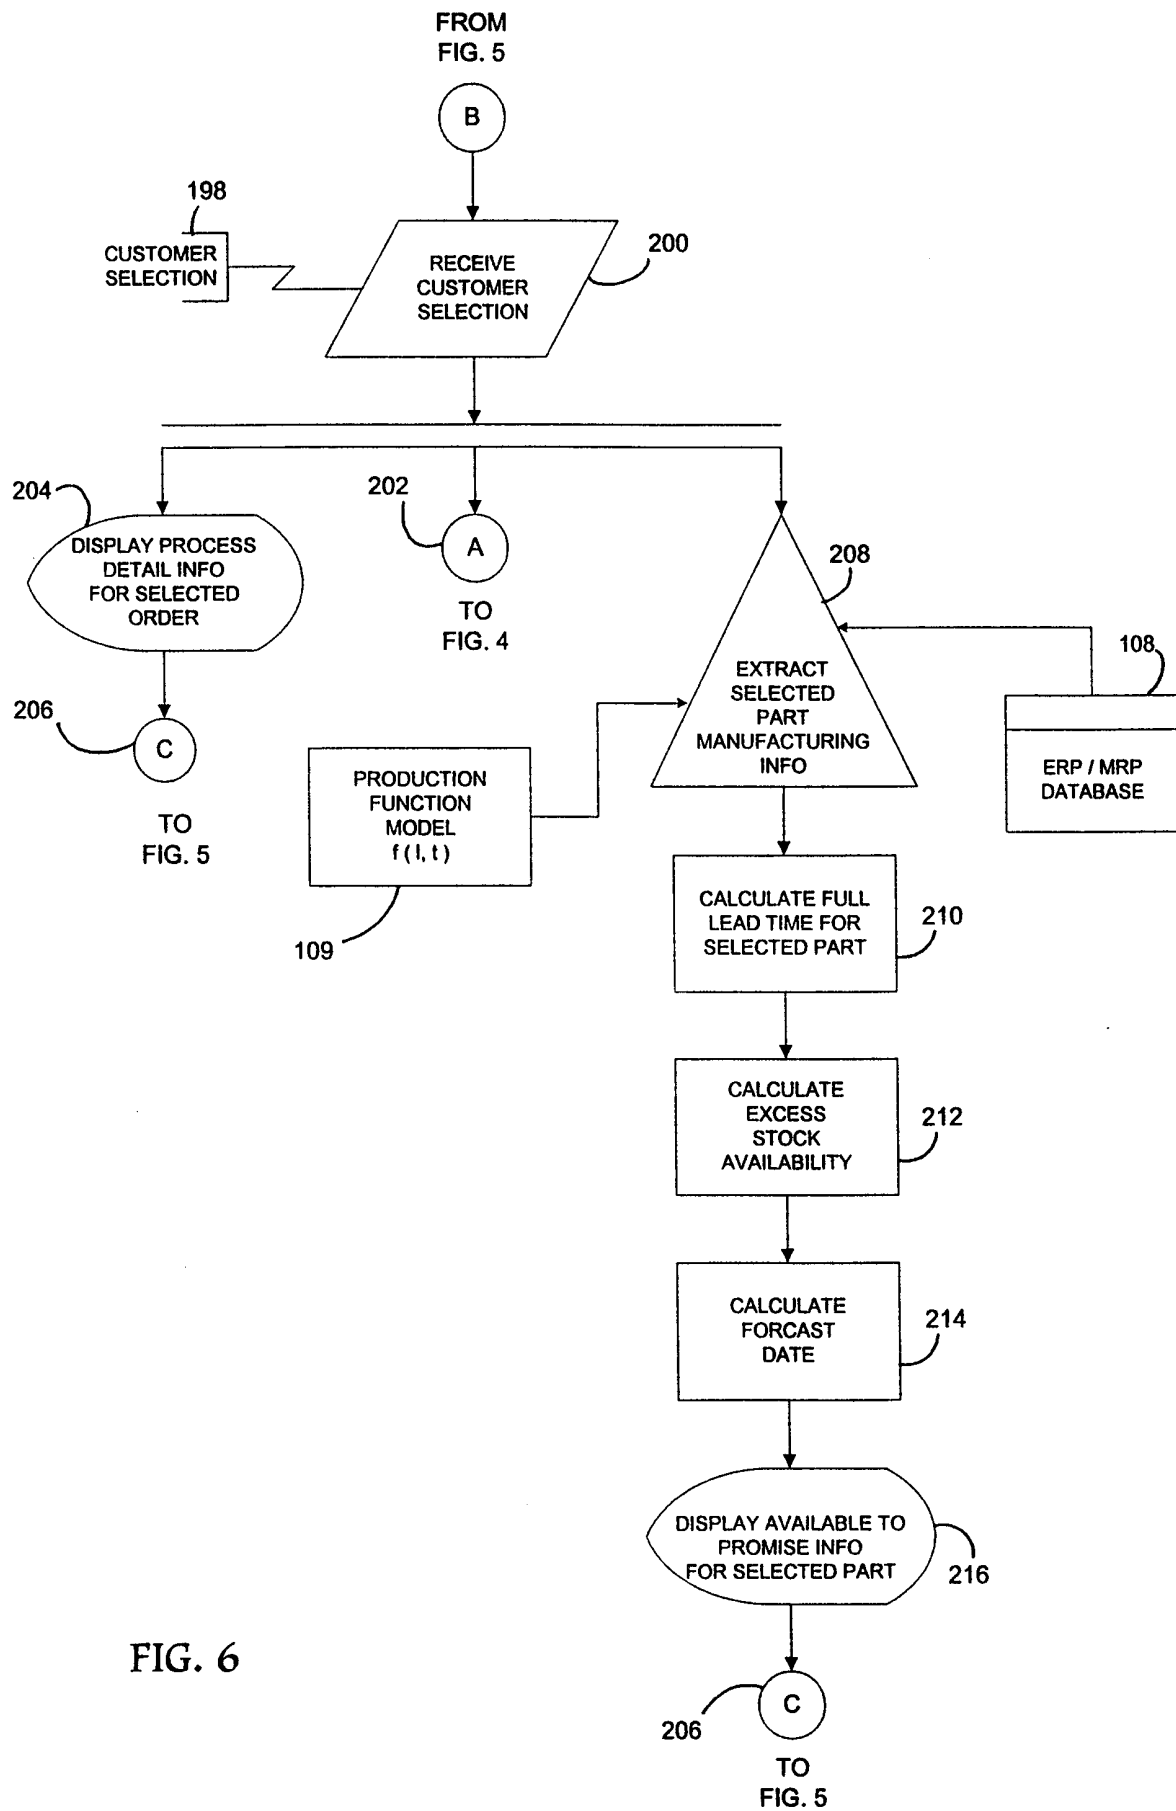 FROM
FIG. 5
B
198
CUSTOMER
SELECTION
RECEIVE
CUSTOMER
SELECTION
200
204
DISPLAY PROCESS
DETAIL INFO
FOR SELECTED
ORDER
202
A
TO
FIG. 4
208
EXTRACT
SELECTED
PART
MANUFACTURING
INFO
108
ERP / MRP
DATABASE
206
C
TO
FIG. 5
PRODUCTION
FUNCTION
MODEL
f ( I, t )
109
CALCULATE FULL
LEAD TIME FOR
SELECTED PART
210
CALCULATE
EXCESS
STOCK
AVAILABILITY
212
CALCULATE
FORCAST
DATE
214
DISPLAY AVAILABLE TO
PROMISE INFO
FOR SELECTED PART
216
FIG. 6
206
C
TO
FIG. 5